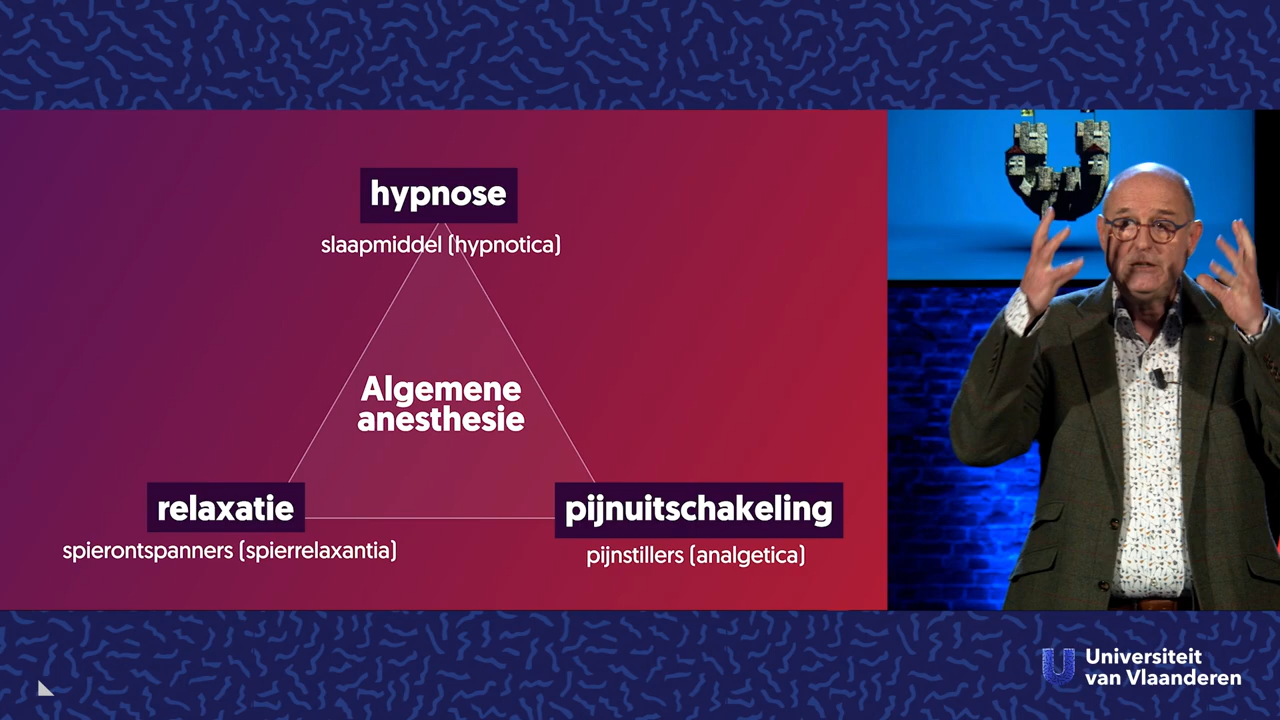 hypnose
slaapmiddel (hypnotica)
Algemene
anesthesie
relaxatie
spierontspanners (spierrelaxantia)
pijnuitschakeling
pijnstillers (analgetica)
Universiteit
van Vlaanderen